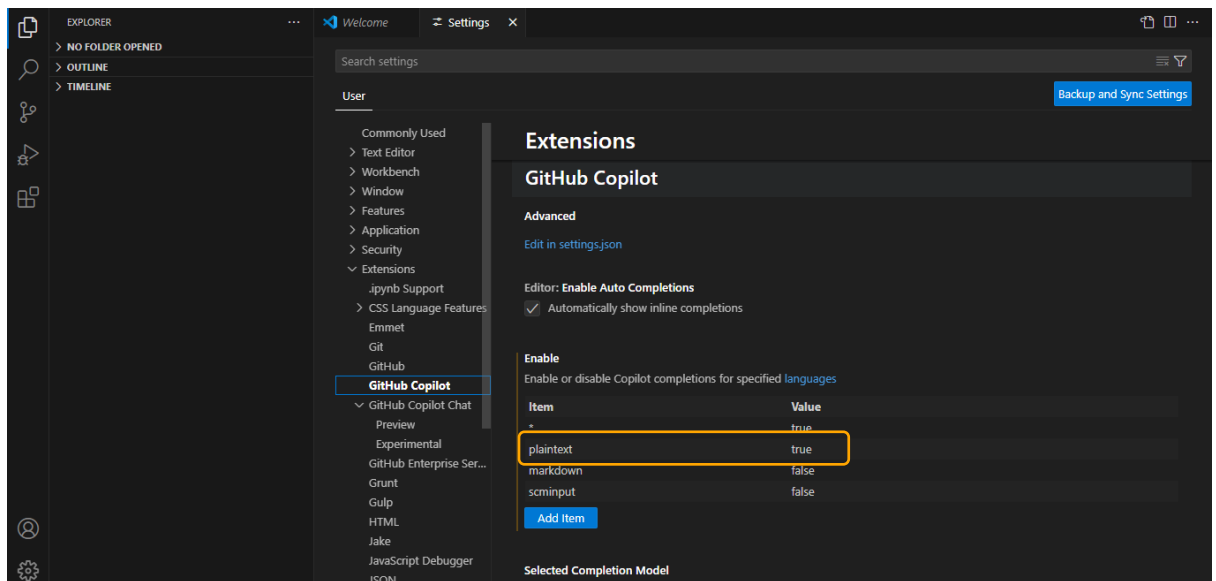 EXPLORER
...
Welcome
Settings
NO FOLDER OPENED
OUTLINE
TIMELINE
Search settings
User
Backup and Sync Settings
Commonly Used
Text Editor
Workbench
Window
Features
Application
Security
Extensions
.ipynb Support
CSS Language Features
Emmet
Git
GitHub
GitHub Copilot
GitHub Copilot Chat
Preview
Experimental
GitHub Enterprise Ser...
Grunt
Gulp
HTML
Jake
JavaScript Debugger
JSON
Extensions
GitHub Copilot
Advanced
Edit in settings.json
Editor: Enable Auto Completions
Automatically show inline completions
Enable
Enable or disable Copilot completions for specified languages
Item Value
* true
plaintext true
markdown false
scminput false
Add Item
Selected Completion Model